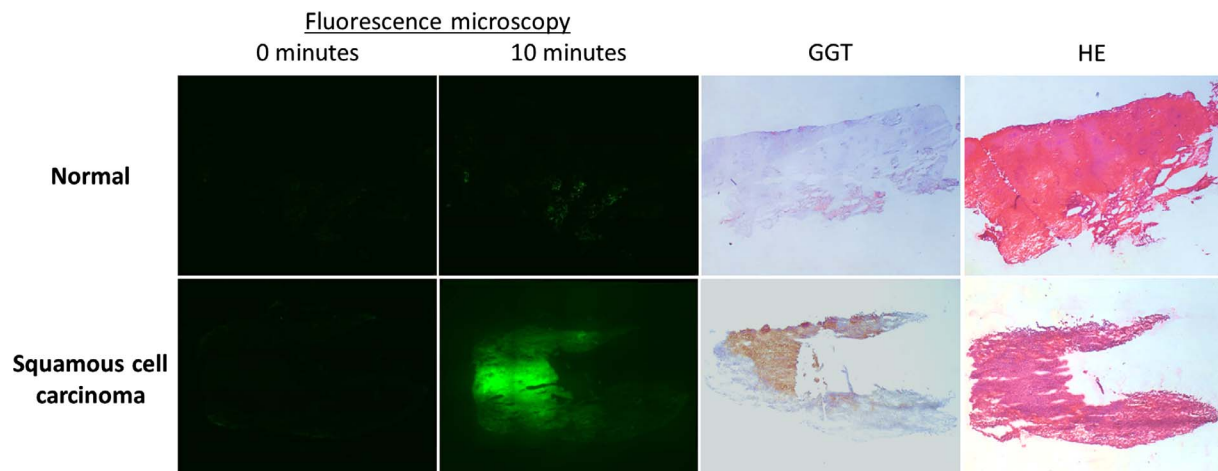 Fluorescence microscopy
0 minutes
10 minutes
GGT
HE
Normal
Squamous cell
carcinoma